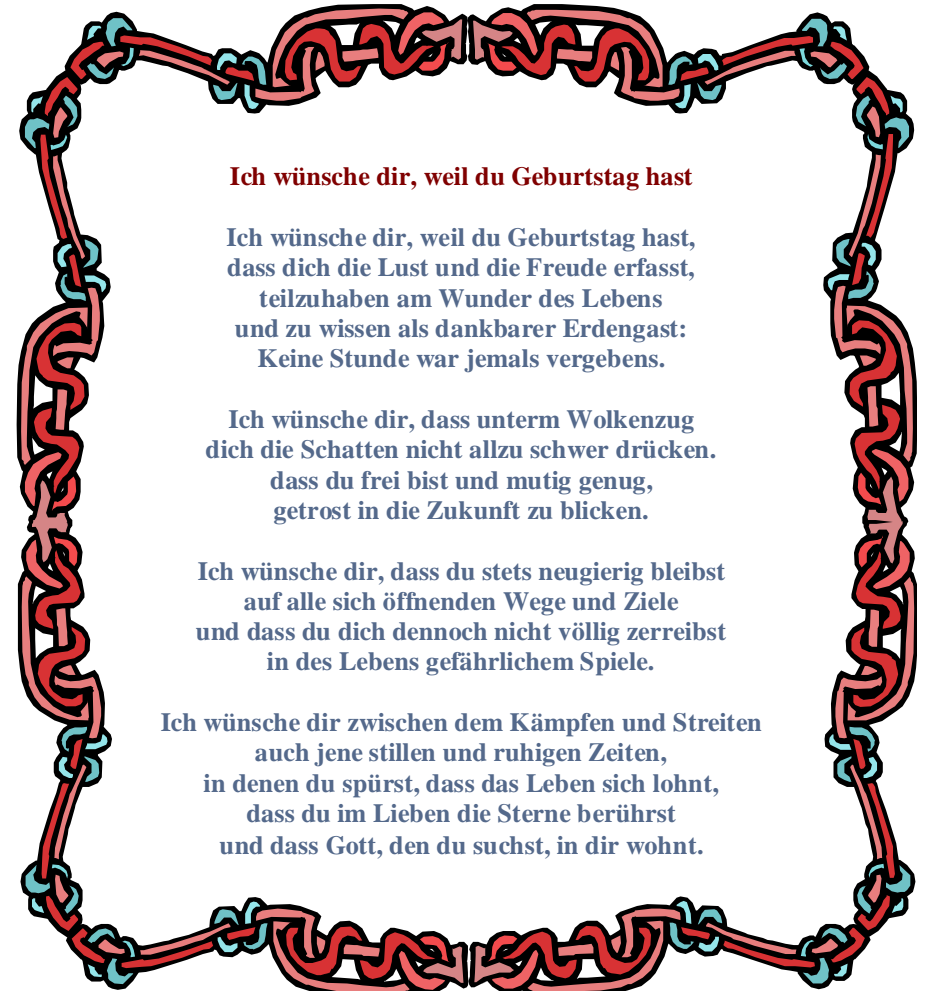 Ich wünsche dir, weil du Geburtstag hast
Ich wünsche dir, weil du Geburtstag hast,
dass dich die Lust und die Freude erfasst,
teilzuhaben am Wunder des Lebens
und zu wissen als dankbarer Erdengast:
Keine Stunde war jemals vergebens.
Ich wünsche dir, dass unterm Wolkenzug
dich die Schatten nicht allzu schwer drücken.
dass du frei bist und mutig genug,
getrost in die Zukunft zu blicken.
Ich wünsche dir, dass du stets neugierig bleibst
auf alle sich öffnenden Wege und Ziele
und dass du dich dennoch nicht völlig zerreibst
in des Lebens gefährlichem Spiele.
Ich wünsche dir zwischen dem Kämpfen und Streiten
auch jene stillen und ruhigen Zeiten,
in denen du spürst, dass das Leben sich lohnt,
dass du im Lieben die Sterne berührst
und dass Gott, den du suchst, in dir wohnt.